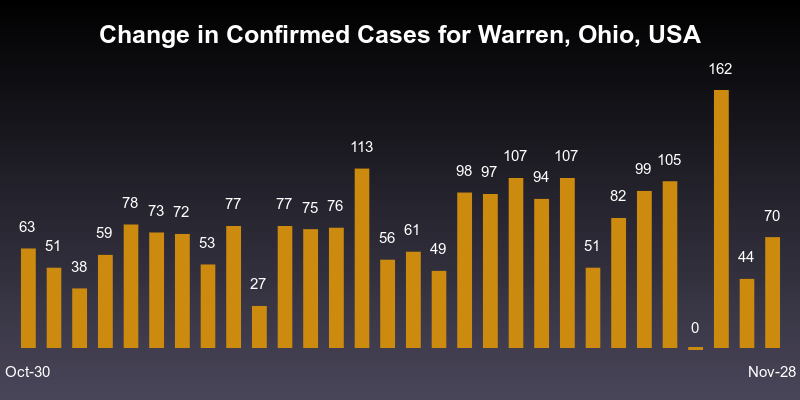 Change in Confirmed Cases for Warren, Ohio, USA
63 51 38 59 78 73 72 53 77 27 77 75 76 113 56 61 49 98 97 107 94 107 51 82 99 105 0 162 44 70
Oct-30 Nov-28